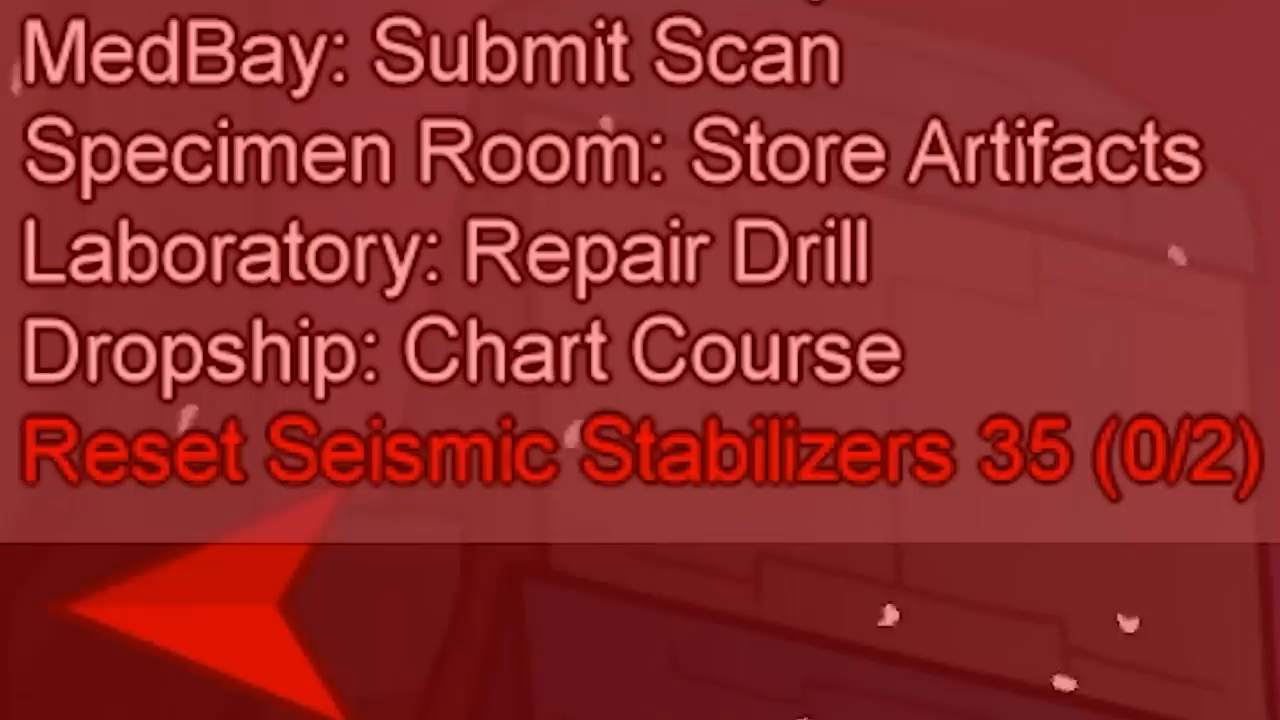 MedBay: Submit Scan
Specimen Room: Store Artifacts
Laboratory: Repair Drill
Dropship: Chart Course
Reset Seismic Stabilizers 35 (0/2)